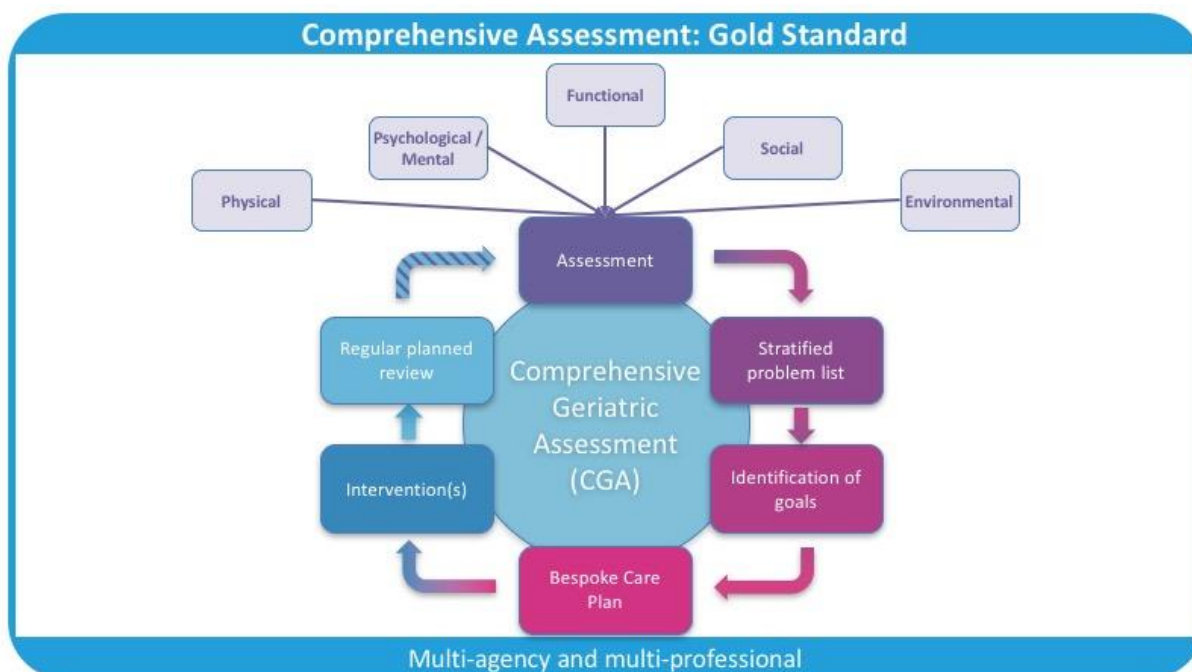 Comprehensive Assessment: Gold Standard
Functional
Psychological /
Mental
Social
Physical
Environmental
Assessment
Regular planned
review
Stratified
problem list
Comprehensive
Geriatric
Assessment
(CGA)
Intervention(s)
Identification of
goals
Bespoke Care
Plan
Multi-agency and multi-professional